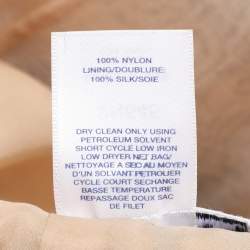 100% NYLON
LINING/DOUBLURE:
100% SILK/SOIE
DRY CLEAN ONLY USING
PETROLEUM SOLVENT
SHORT CYCLE LOW IRON
LOW DRYER NET BAG/
NETTOYAGE A SEC AU MOYEN
D'UN SOLVANT PETROLIER
CYCLE COURT SECHANGE
BASSE TEMPERATURE
REPASSAGE DOUX SAC
DE FILET